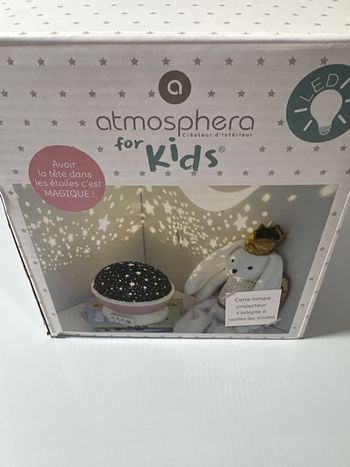 a
atmosphera
Créateur d'intérieur
for Kids®
LED
Avoir
la tête dans
les étoiles c'est
MAGIQUE !
Cette lampe
projecteur
s'adapte à
toutes les envies